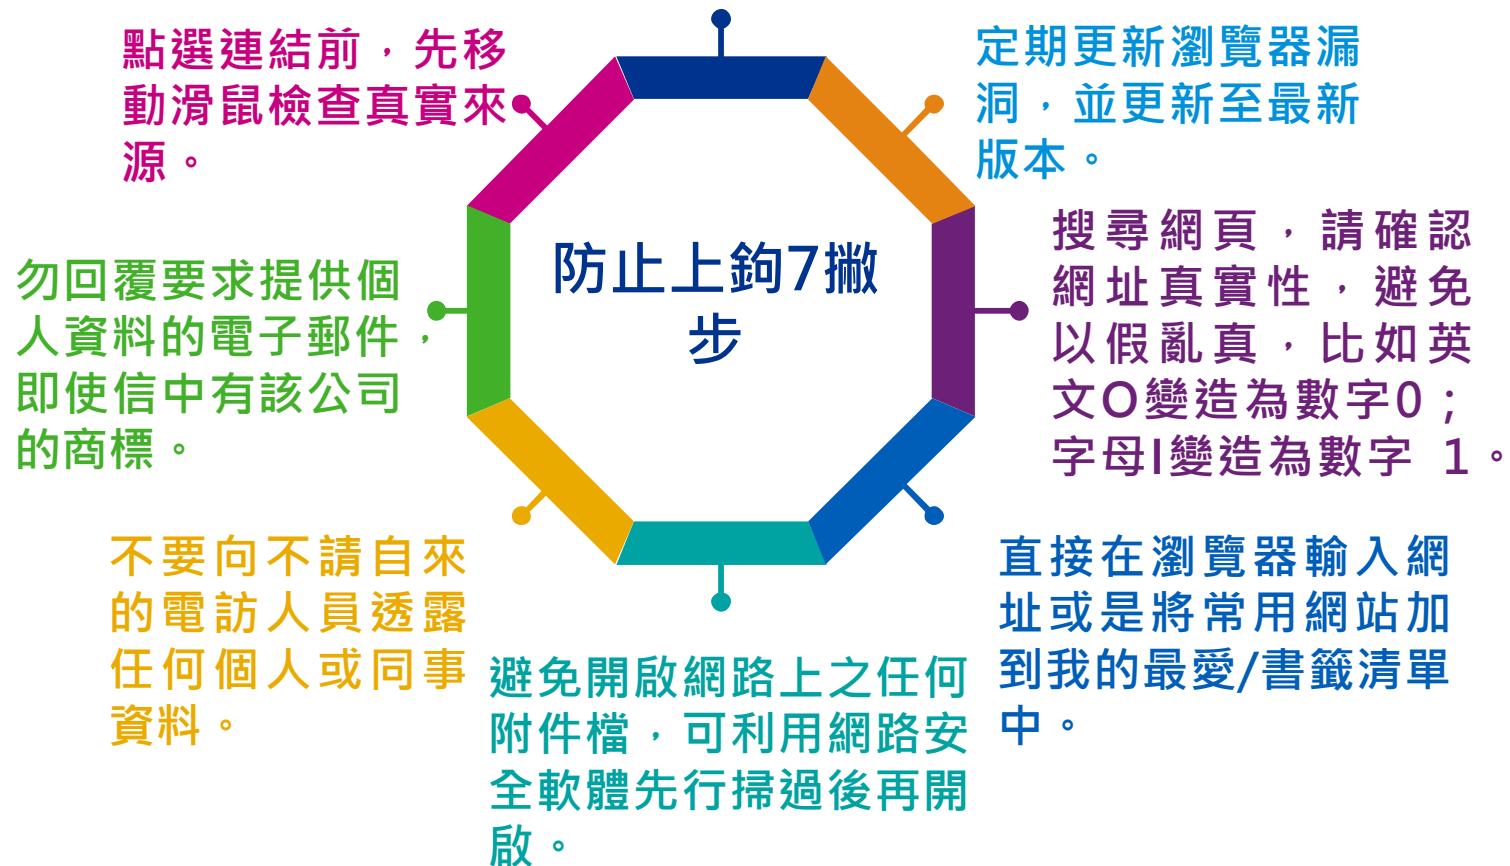 防止上鉤7撇
步
定期更新瀏覽器漏
洞，並更新至最新
版本。
搜尋網頁，請確認
網址真實性，避免
以假亂真，比如英
文O變造為數字0；
字母I變造為數字 1。
直接在瀏覽器輸入網
址或是將常用網站加
到我的最愛/書籤清單
中。
避免開啟網路上之任何
附件檔，可利用網路安
全軟體先行掃過後再開
啟。
不要向不請自來
的電訪人員透露
任何個人或同事
資料。
勿回覆要求提供個
人資料的電子郵件，
即使信中有該公司
的商標。
點選連結前，先移
動滑鼠檢查真實來
源。